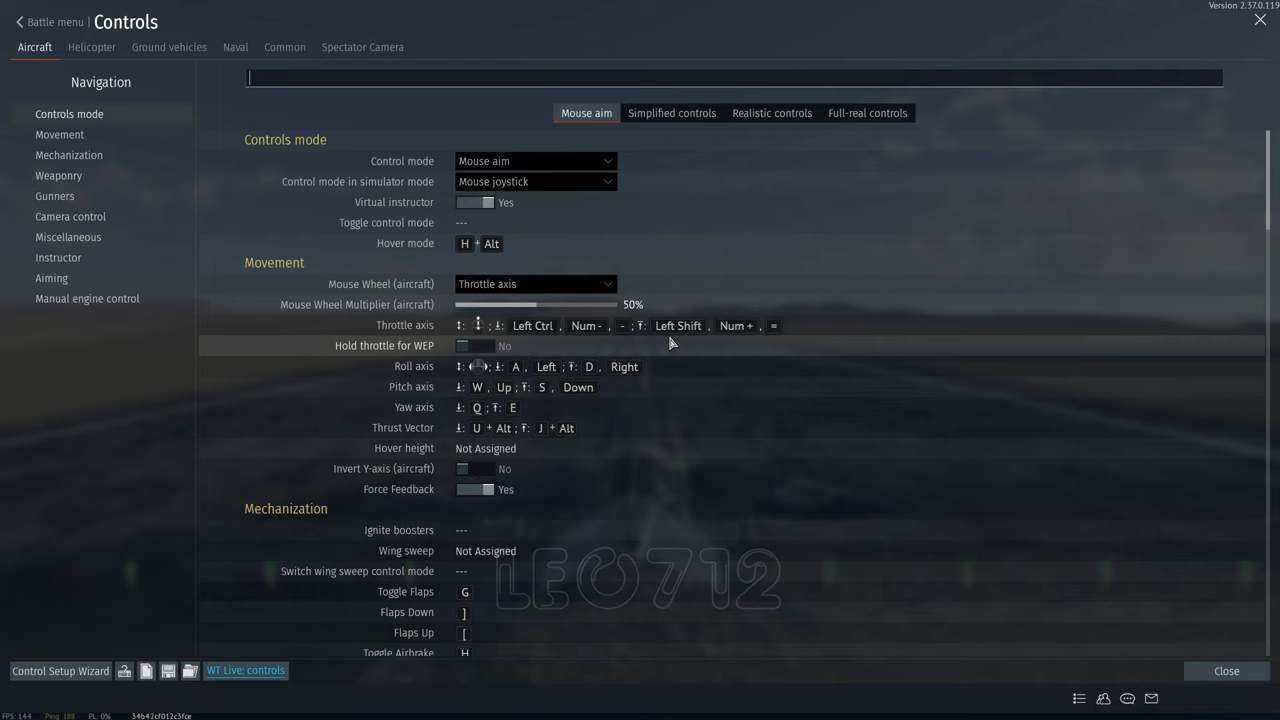 Version 2.37.0.119
Battle menu | Controls
Aircraft Helicopter Ground vehicles Naval Common Spectator Camera
Navigation
Controls mode
Movement
Mechanization
Weaponry
Gunners
Camera control
Miscellaneous
Instructor
Aiming
Manual engine control
Mouse aim Simplified controls Realistic controls Full-real controls
Controls mode
Control mode Mouse aim
Control mode in simulator mode Mouse joystick
Virtual instructor Yes
Toggle control mode ---
Hover mode H + Alt
Movement
Mouse Wheel (aircraft) Throttle axis
Mouse Wheel Multiplier (aircraft) 50%
Throttle axis : ; : Left Ctrl , Num - , - ; : Left Shift , Num + , =
Hold throttle for WEP No
Roll axis : ; : A , Left ; : D , Right
Pitch axis : W , Up ; : S , Down
Yaw axis : Q ; : E
Thrust Vector : U + Alt ; : J + Alt
Hover height Not Assigned
Invert Y-axis (aircraft) No
Force Feedback Yes
Mechanization
Ignite boosters ---
Wing sweep Not Assigned
Switch wing sweep control mode ---
Toggle Flaps G
Flaps Down ]
Flaps Up [
Toggle Airbrake H
LEO712
Control Setup Wizard WT Live: controls Close
FPS: 144 Ping: 188 PL: 0% 34b42cf012c3fce